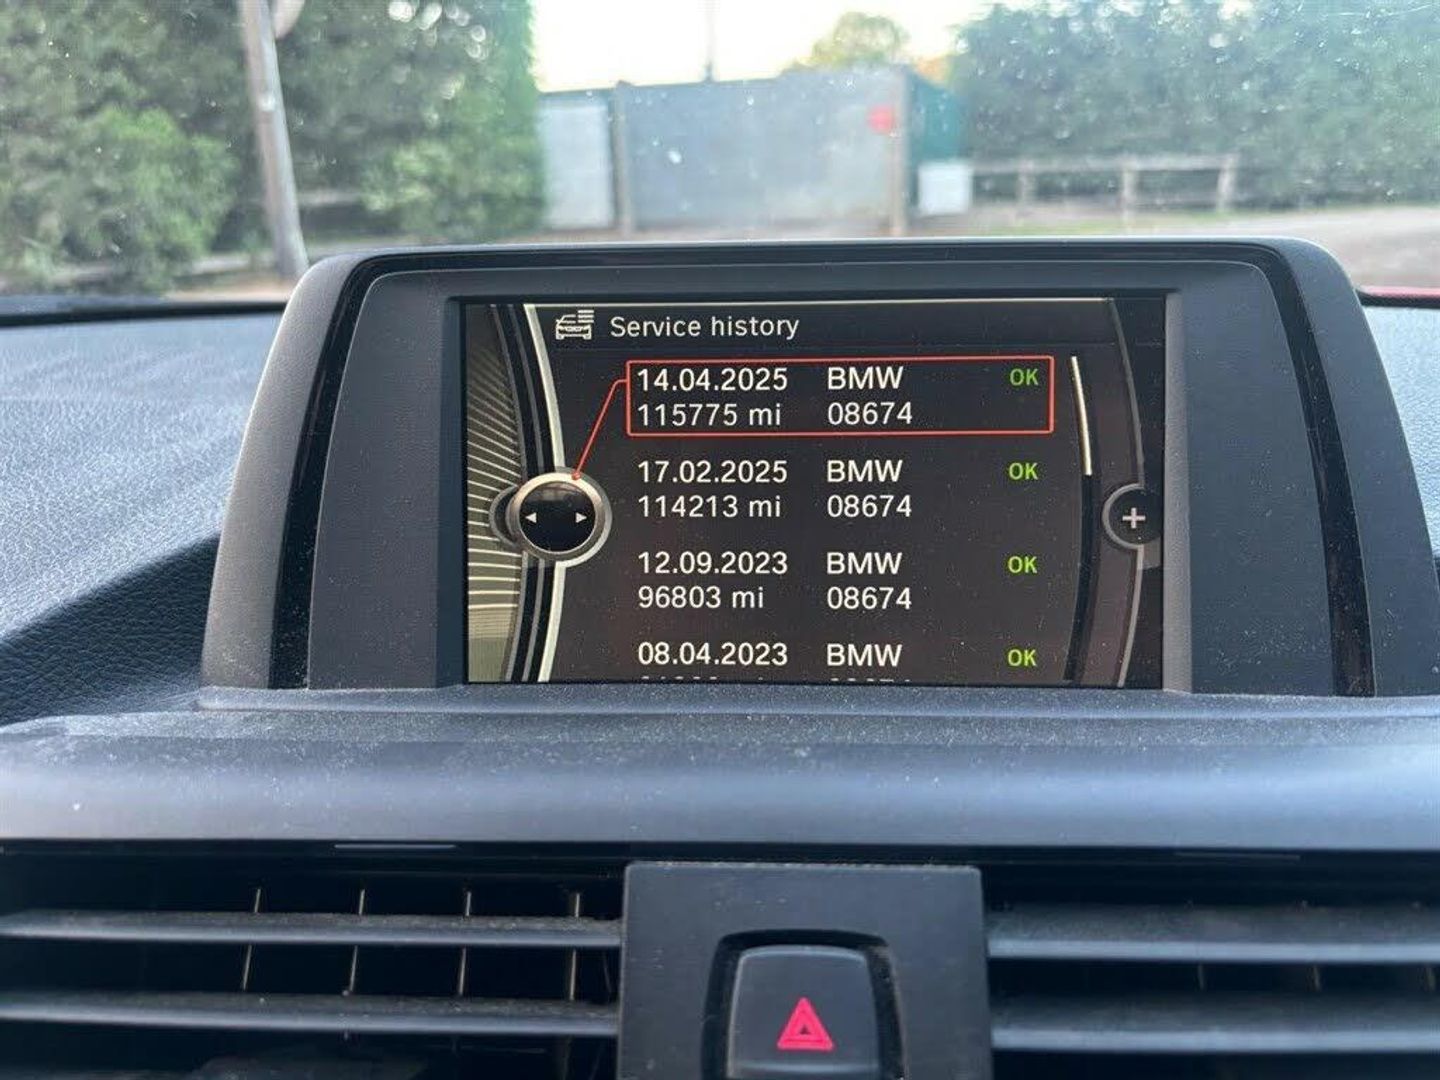 Service history
14.04.2025 BMW OK
115775 mi 08674
17.02.2025 BMW OK
114213 mi 08674
12.09.2023 BMW OK
96803 mi 08674
08.04.2023 BMW OK